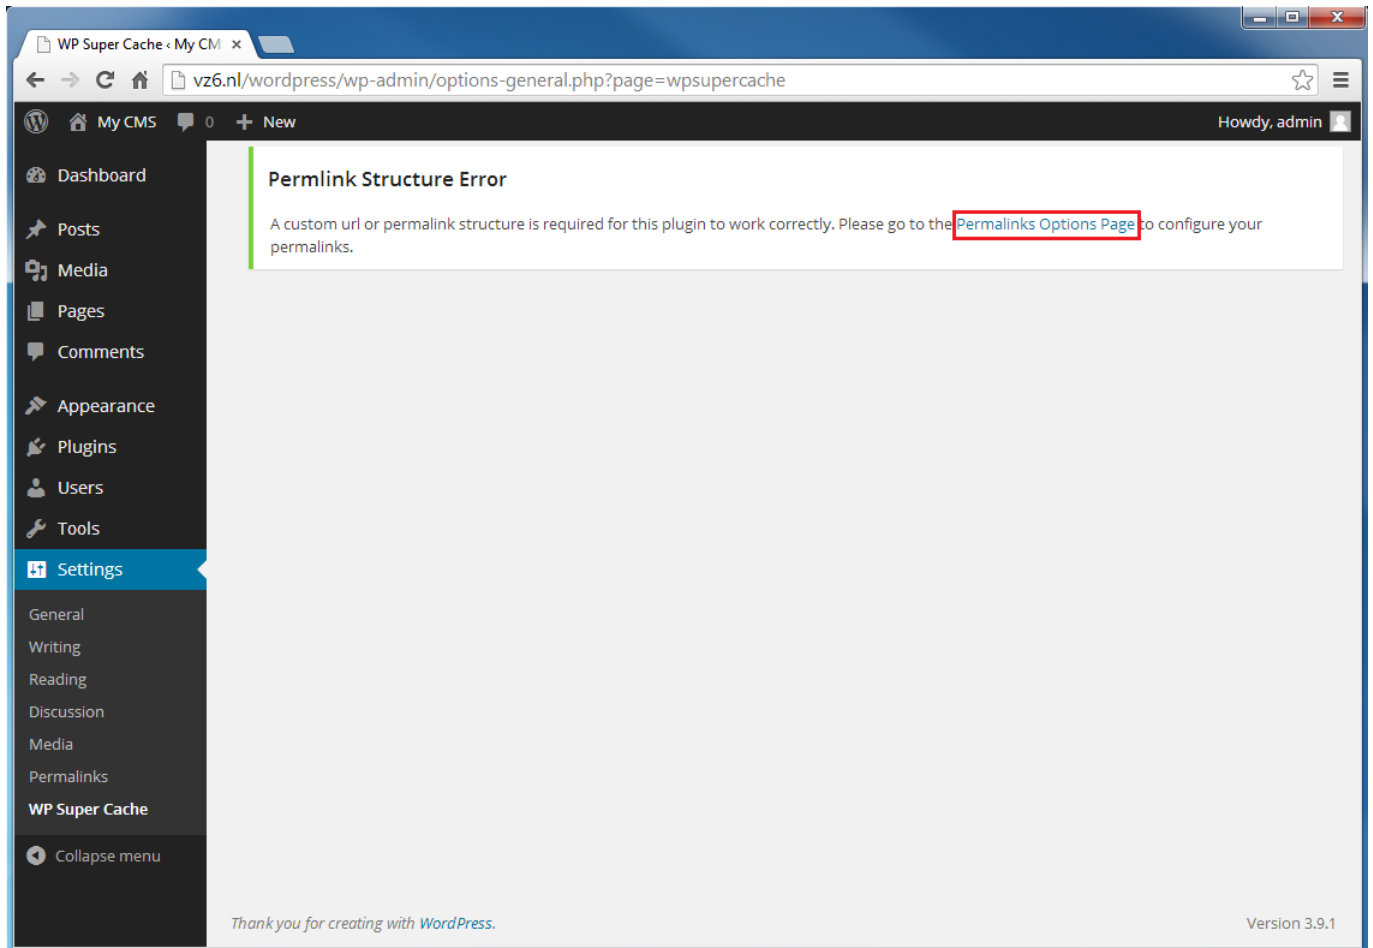 WP Super Cache ‹ My CM
vz6.nl/wordpress/wp-admin/options-general.php?page=wpsupercache
My CMS 0 New Howdy, admin
Dashboard
Posts
Media
Pages
Comments
Appearance
Plugins
Users
Tools
Settings
General
Writing
Reading
Discussion
Media
Permalinks
WP Super Cache
Collapse menu
Permlink Structure Error
A custom url or permalink structure is required for this plugin to work correctly. Please go to the Permalinks Options Page to configure your
permalinks.
Thank you for creating with WordPress. Version 3.9.1